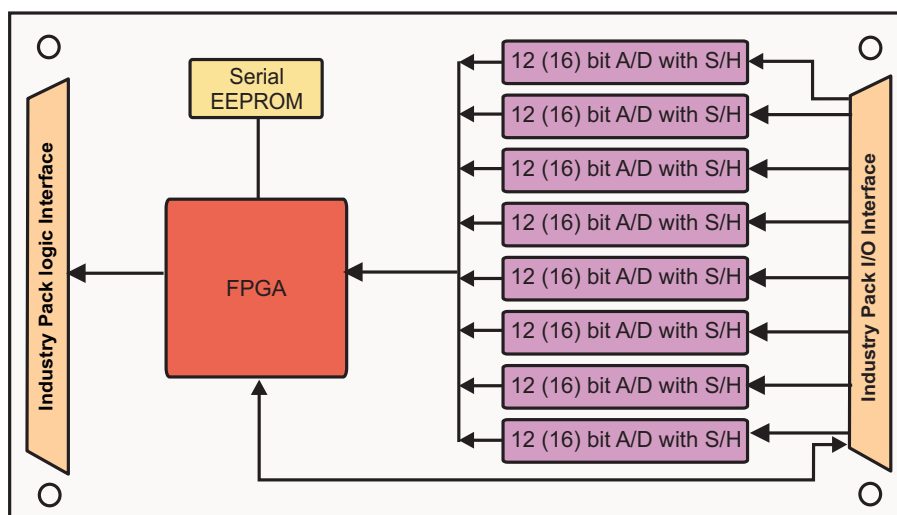 Industry Pack logic Interface
Serial
EEPROM
FPGA
12 (16) bit A/D with S/H
12 (16) bit A/D with S/H
12 (16) bit A/D with S/H
12 (16) bit A/D with S/H
12 (16) bit A/D with S/H
12 (16) bit A/D with S/H
12 (16) bit A/D with S/H
12 (16) bit A/D with S/H
Industry Pack I/O Interface